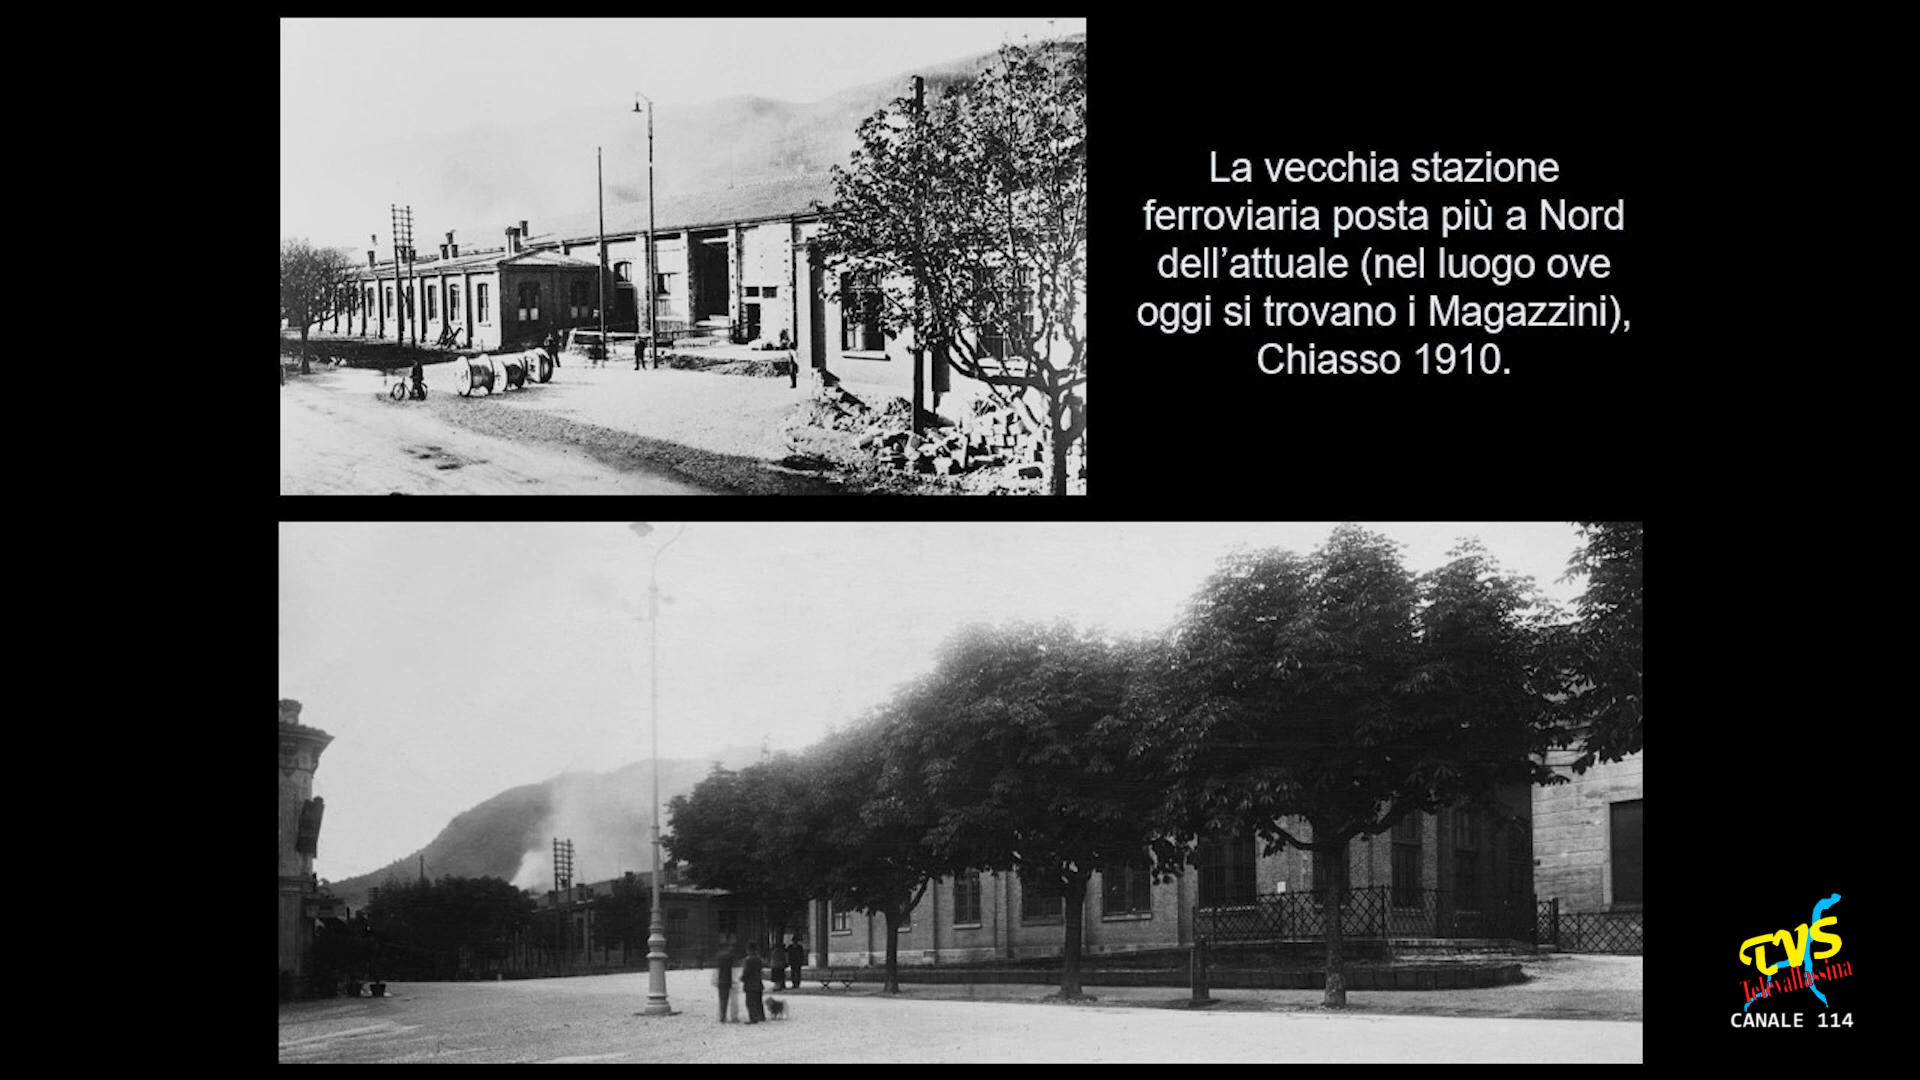 La vecchia stazione
ferroviaria posta più a Nord
dell’attuale (nel luogo ove
oggi si trovano i Magazzini),
Chiasso 1910.
TVS
Televallassina
CANALE 114